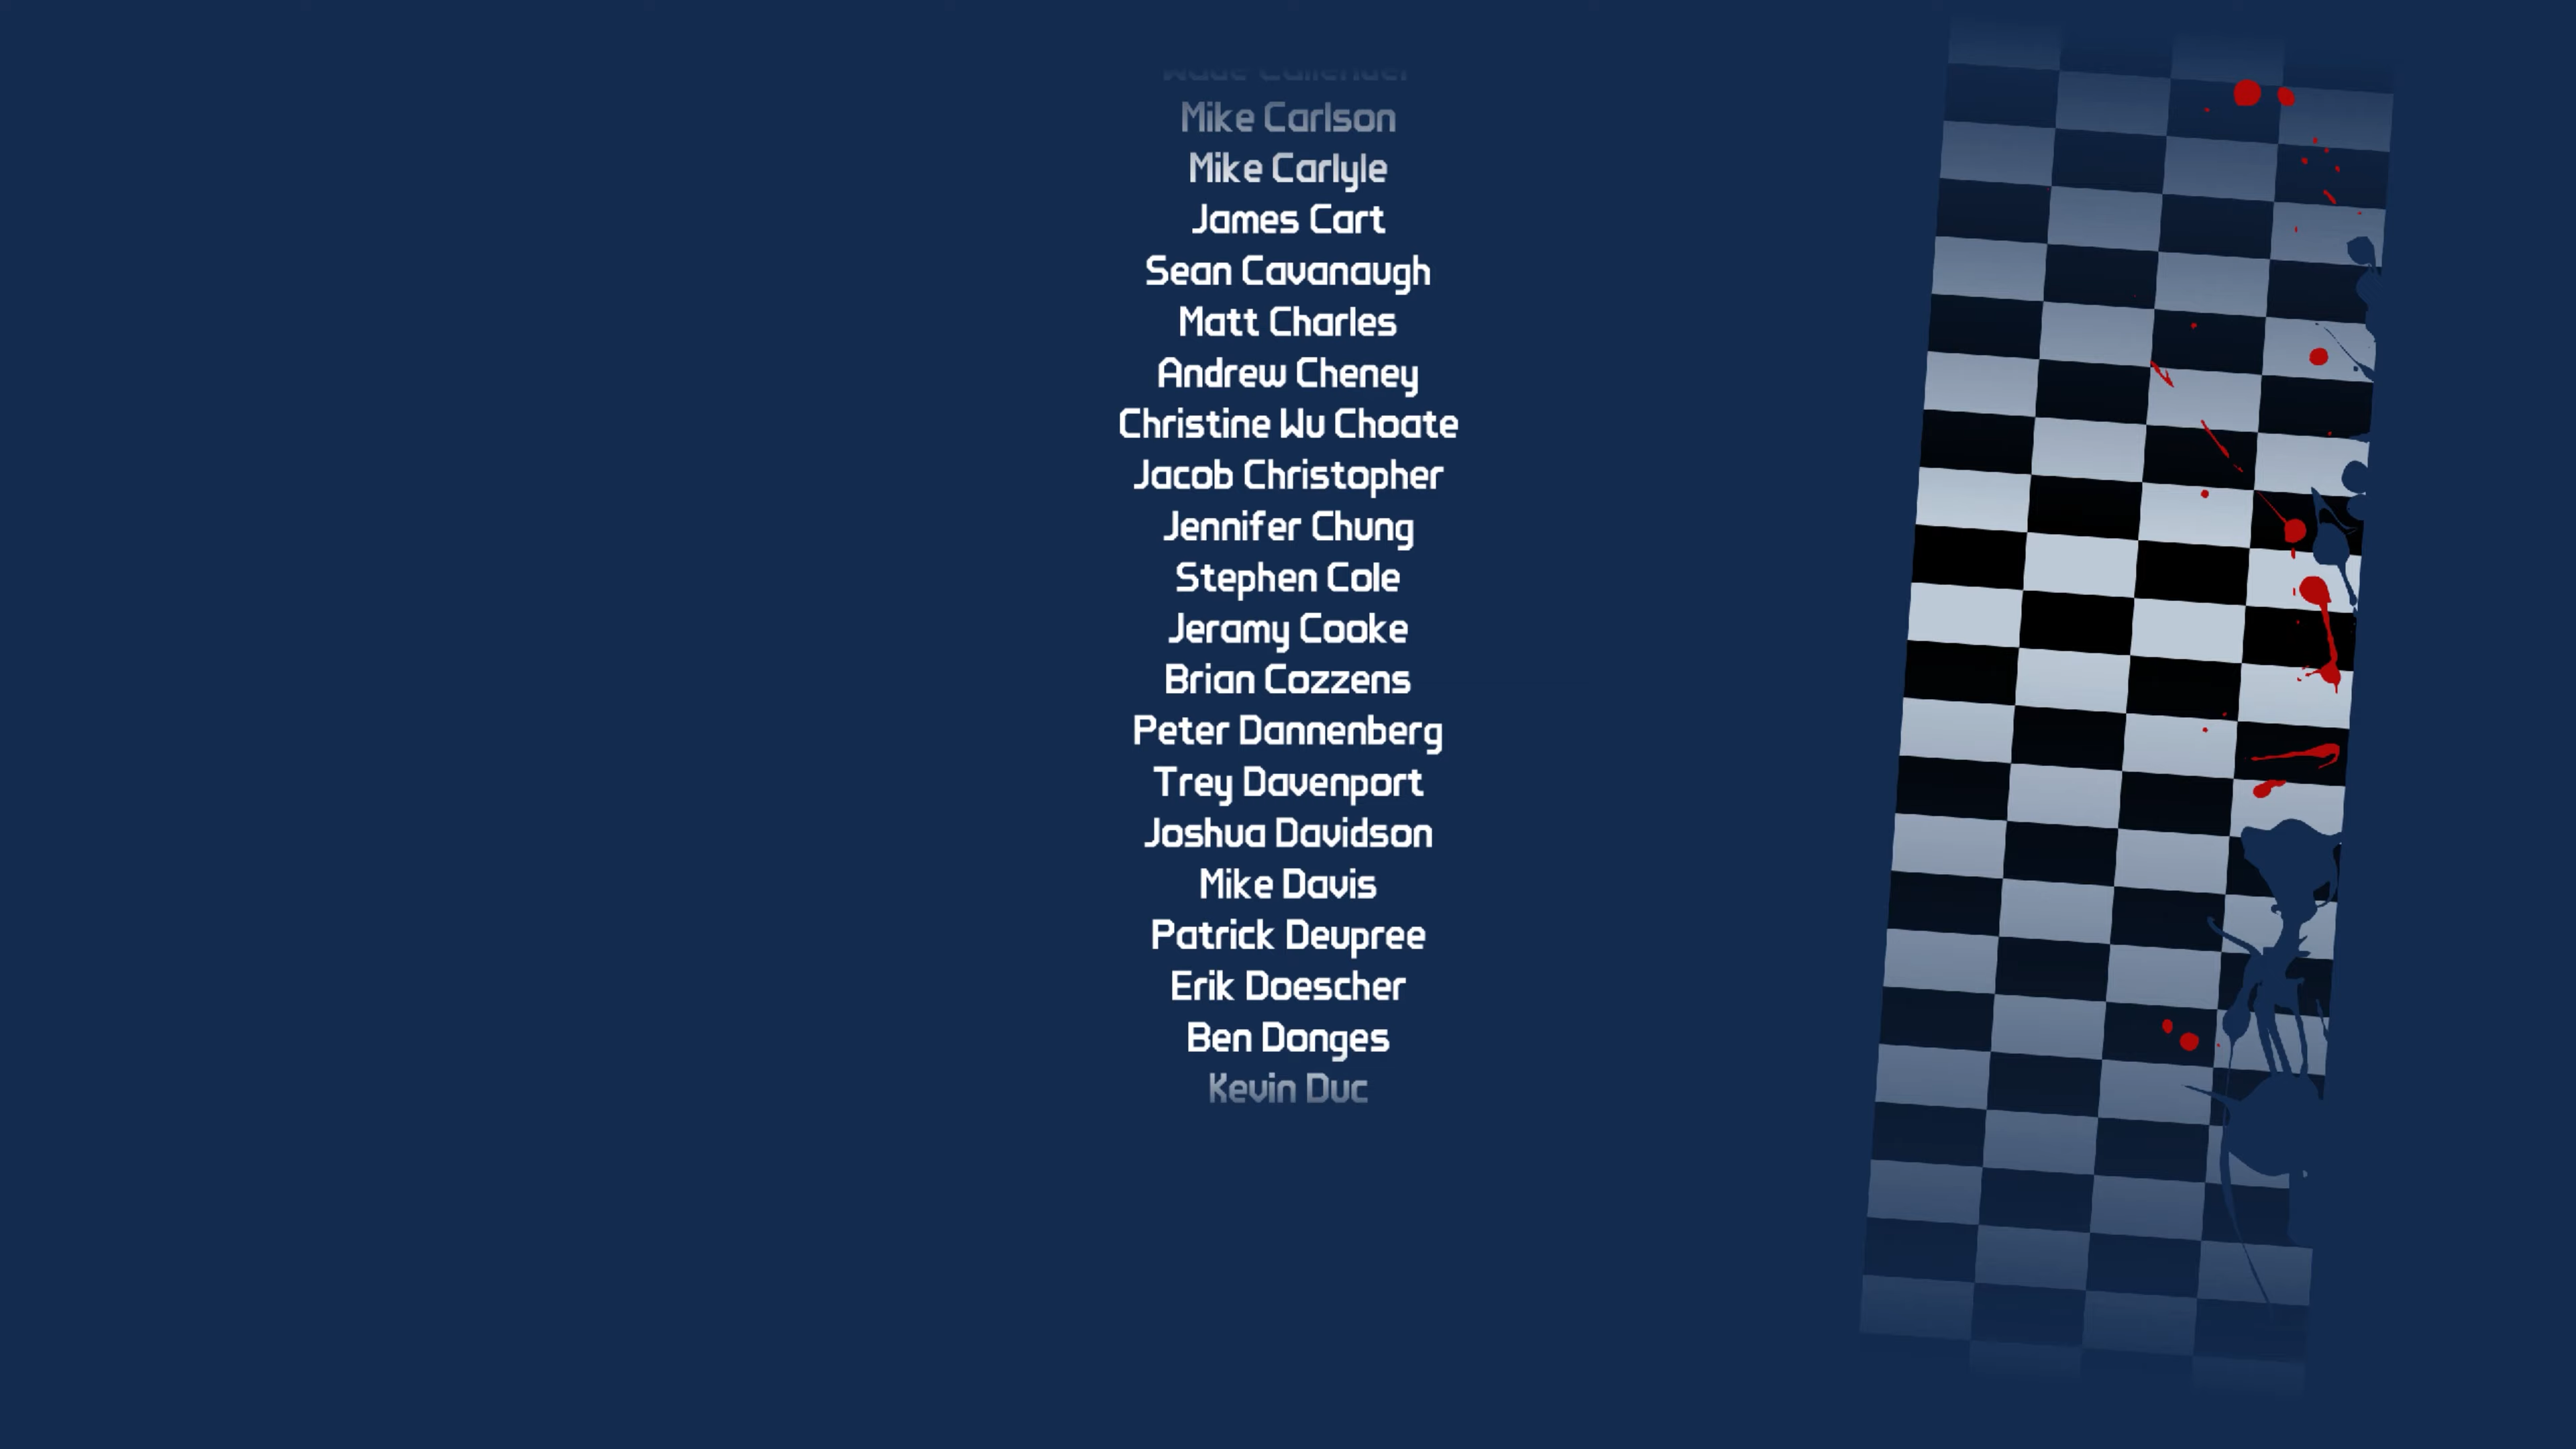 Wade Callender
Mike Carlson
Mike Carlyle
James Cart
Sean Cavanaugh
Matt Charles
Andrew Cheney
Christine Wu Choate
Jacob Christopher
Jennifer Chung
Stephen Cole
Jeramy Cooke
Brian Cozzens
Peter Dannenberg
Trey Davenport
Joshua Davidson
Mike Davis
Patrick Deupree
Erik Doescher
Ben Donges
Kevin Duc